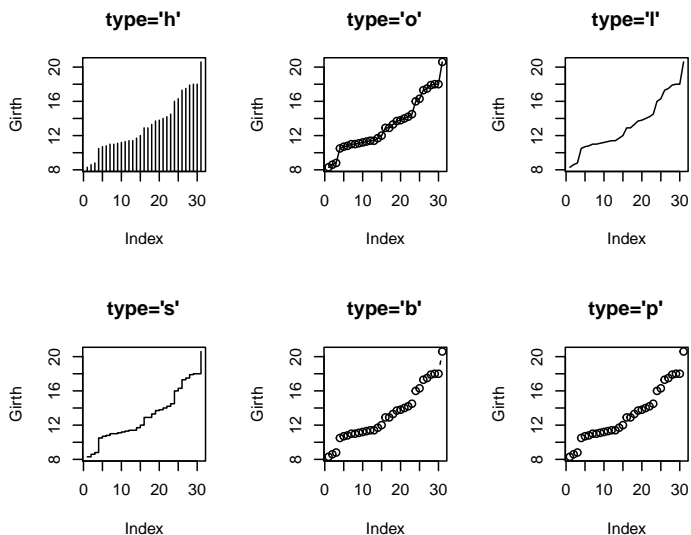 type='h'
Girth
8 12 16 20
0 10 20 30
Index
type='o'
Girth
8 12 16 20
0 10 20 30
Index
type='l'
Girth
8 12 16 20
0 10 20 30
Index
type='s'
Girth
8 12 16 20
0 10 20 30
Index
type='b'
Girth
8 12 16 20
0 10 20 30
Index
type='p'
Girth
8 12 16 20
0 10 20 30
Index